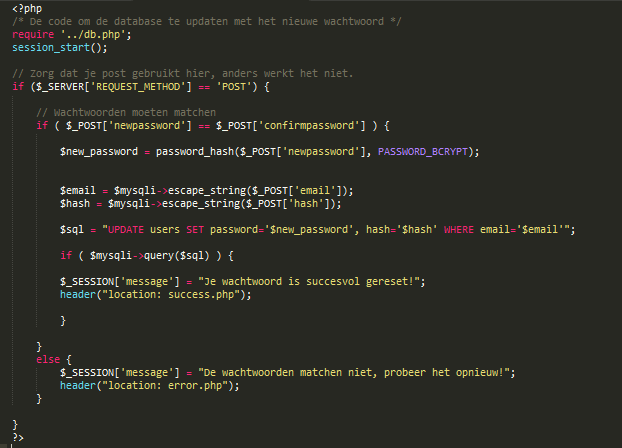 <?php
/* De code om de database te updaten met het nieuwe wachtwoord */
require '../db.php';
session_start();
// Zorg dat je post gebruikt hier, anders werkt het niet.
if ($_SERVER['REQUEST_METHOD'] == 'POST') {
// Wachtwoorden moeten matchen
if ( $_POST['newpassword'] == $_POST['confirmpassword'] ) {
$new_password = password_hash($_POST['newpassword'], PASSWORD_BCRYPT);
$email = $mysqli->escape_string($_POST['email']);
$hash = $mysqli->escape_string($_POST['hash']);
$sql = "UPDATE users SET password='$new_password', hash='$hash' WHERE email='$email'";
if ( $mysqli->query($sql) ) {
$_SESSION['message'] = "Je wachtwoord is succesvol gereset!";
header("location: success.php");
}
}
else {
$_SESSION['message'] = "De wachtwoorden matchen niet, probeer het opnieuw!";
header("location: error.php");
}
}
?>